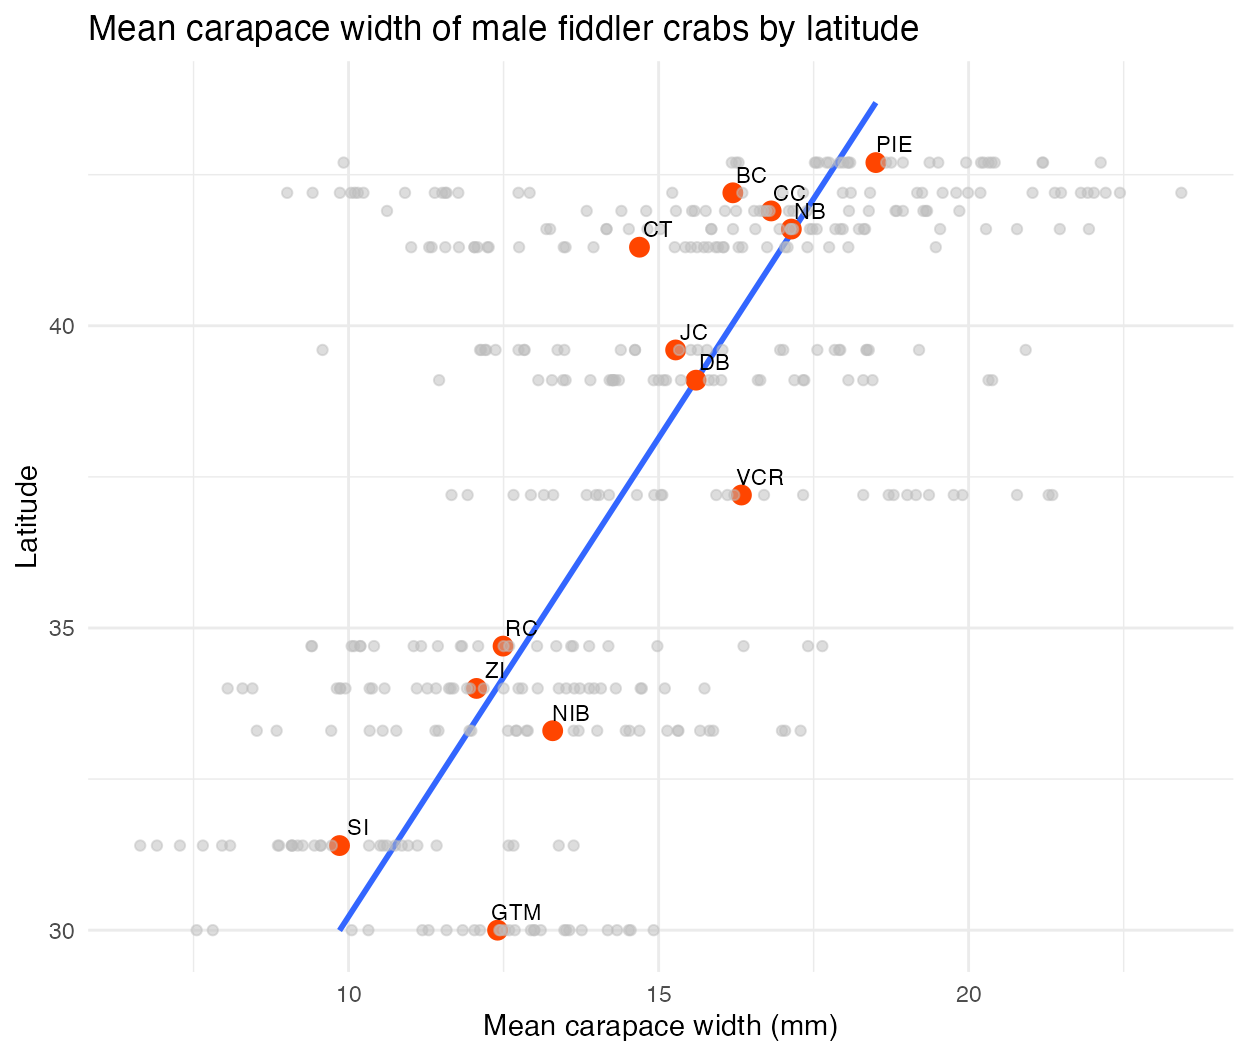 Mean carapace width of male fiddler crabs by latitude
PIE
BC
CC
NB
CT
40
JC
DB
VCR
Latitude
35
RC
ZI
NIB
SI
GTM
30
10 15 20
Mean carapace width (mm)